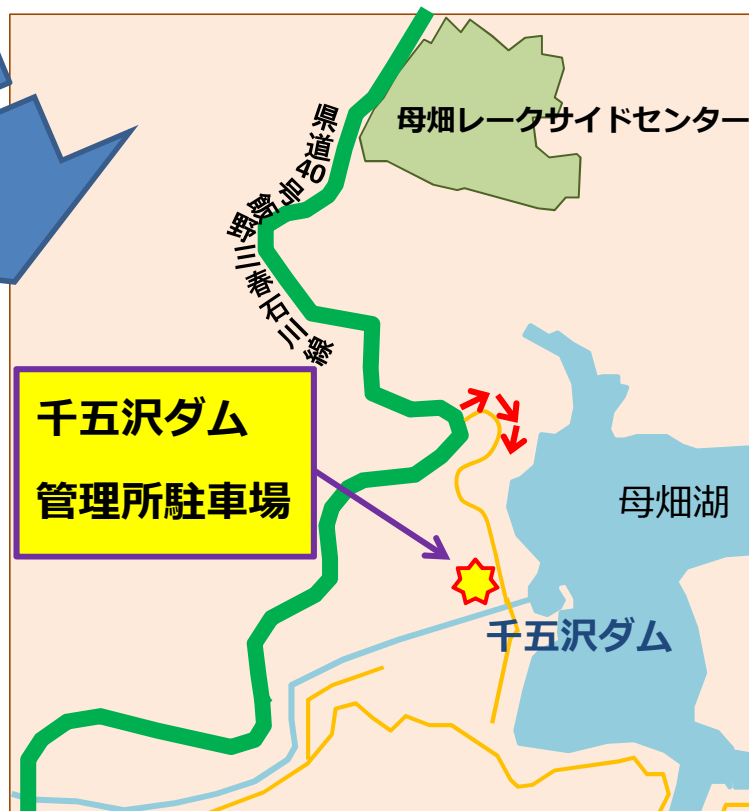 母畑レークサイドセンター
県道40号飯野三春石川線
千五沢ダム
管理所駐車場
母畑湖
千五沢ダム